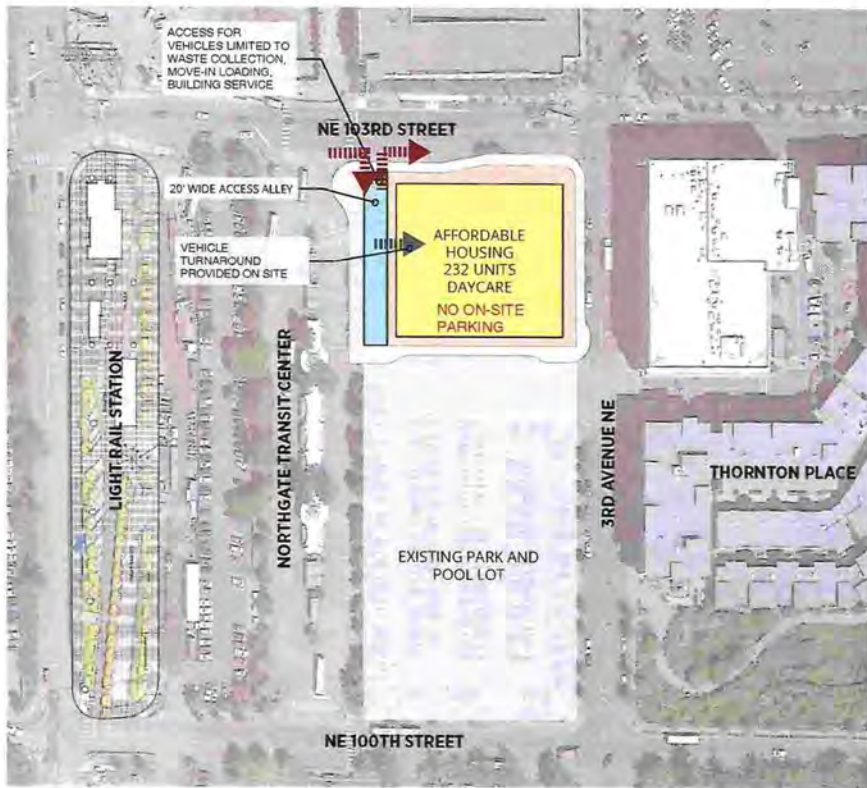 ACCESS FOR
VEHICLES LIMITED TO
WASTE COLLECTION,
MOVE-IN LOADING,
BUILDING SERVICE
NE 103RD STREET
20' WIDE ACCESS ALLEY
VEHICLE
TURNAROUND
PROVIDED ON SITE
AFFORDABLE
HOUSING
232 UNITS
DAYCARE
NO ON-SITE
PARKING
LIGHT RAIL STATION
NORTHGATE TRANSIT CENTER
3RD AVENUE NE
THORNTON PLACE
EXISTING PARK AND
POOL LOT
NE 100TH STREET